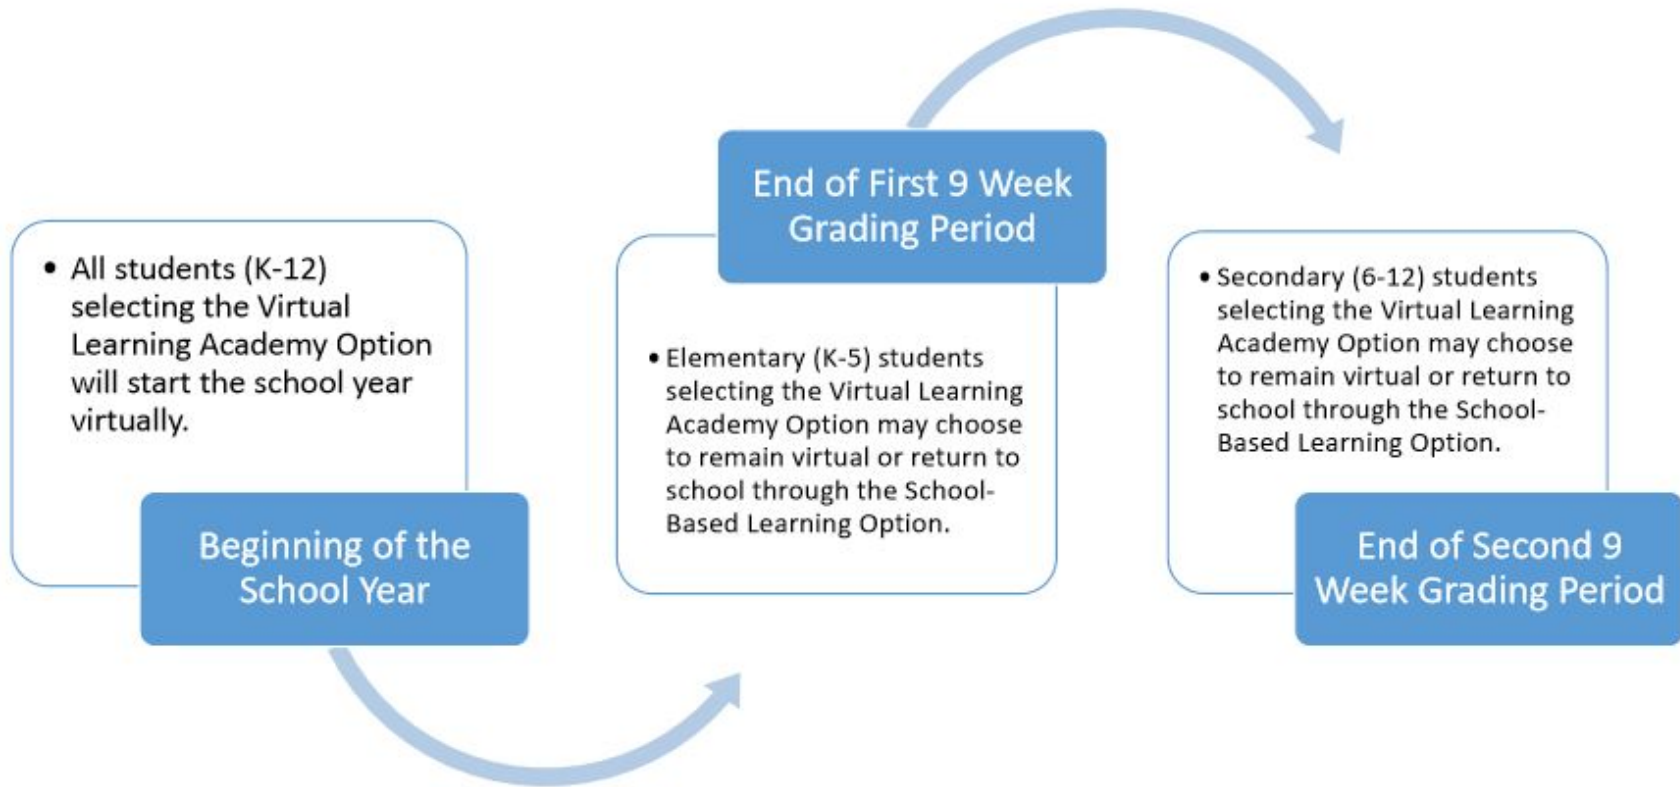 • All students (K-12)
selecting the Virtual
Learning Academy Option
will start the school year
virtually.
Beginning of the
School Year
End of First 9 Week
Grading Period
• Elementary (K-5) students
selecting the Virtual Learning
Academy Option may choose
to remain virtual or return to
school through the School-
Based Learning Option.
• Secondary (6-12) students
selecting the Virtual Learning
Academy Option may choose
to remain virtual or return to
school through the School-
Based Learning Option.
End of Second 9
Week Grading Period